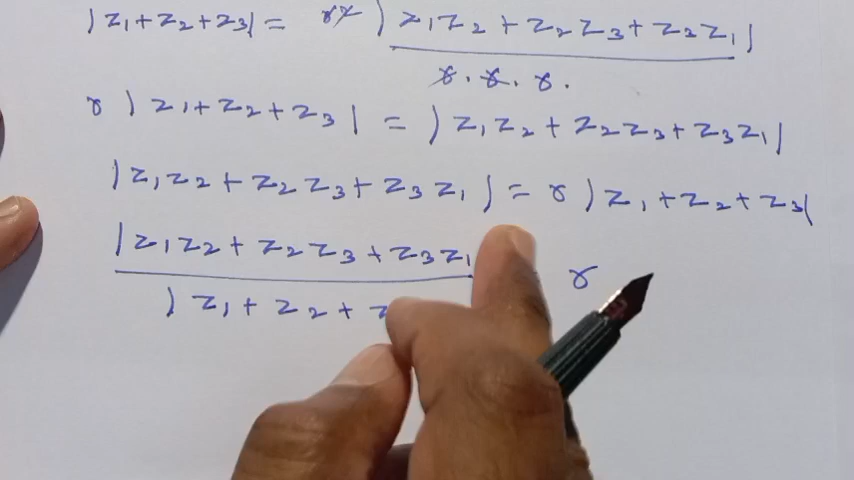 |z₁+z₂+z₃| = r² |z₁z₂ + z₂z₃ + z₃z₁|
r . r . r .
r |z₁ + z₂ + z₃| = |z₁z₂ + z₂z₃ + z₃z₁|
|z₁z₂ + z₂z₃ + z₃z₁| = r |z₁ + z₂ + z₃|
|z₁z₂ + z₂z₃ + z₃z₁ r
|z₁ + z₂ + z